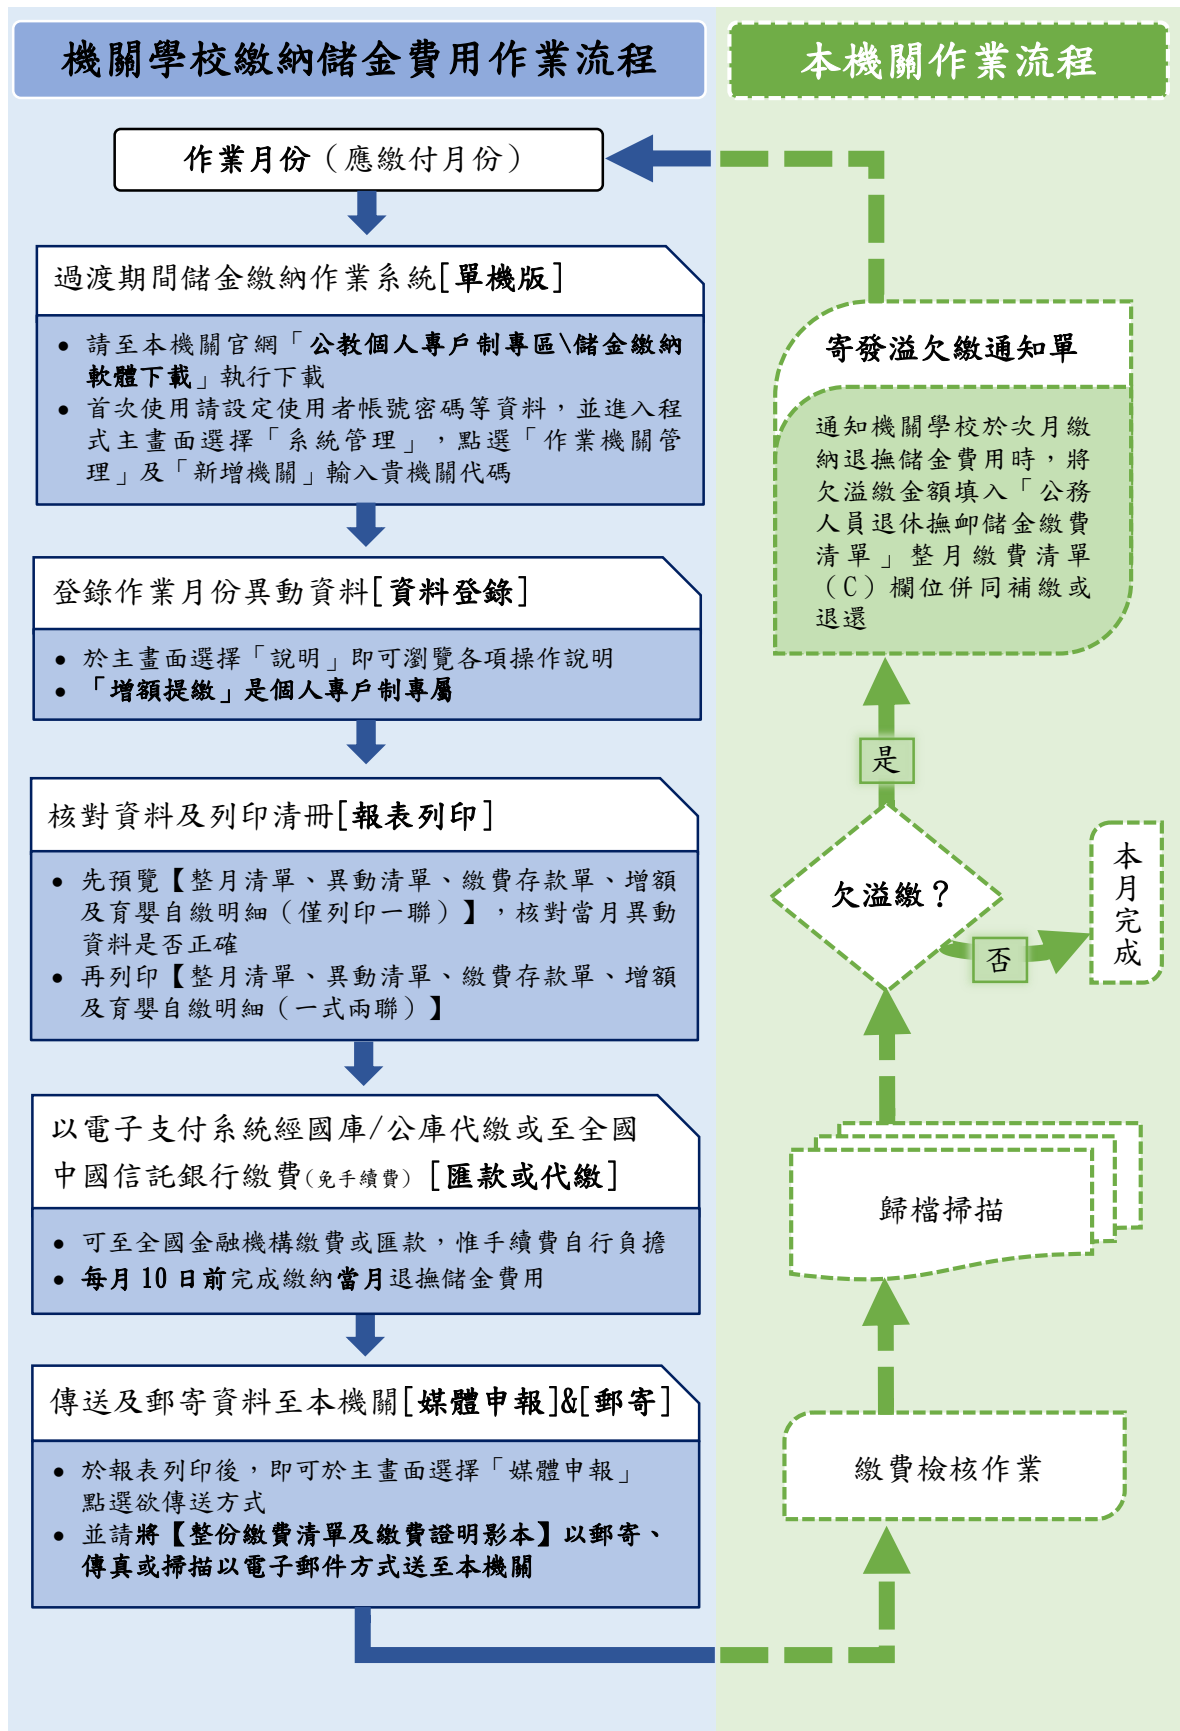 機關學校繳納儲金費用作業流程
作業月份（應繳付月份）
過渡期間儲金繳納作業系統[單機版]
• 請至本機關官網「公教個人專戶制專區\儲金繳納
軟體下載」執行下載
• 首次使用請設定使用者帳號密碼等資料，並進入程
式主畫面選擇「系統管理」，點選「作業機關管
理」及「新增機關」輸入貴機關代碼
登錄作業月份異動資料[資料登錄]
• 於主畫面選擇「說明」即可瀏覽各項操作說明
• 「增額提繳」是個人專戶制專屬
核對資料及列印清冊[報表列印]
• 先預覽【整月清單、異動清單、繳費存款單、增額
及育嬰自繳明細（僅列印一聯）】，核對當月異動
資料是否正確
• 再列印【整月清單、異動清單、繳費存款單、增額
及育嬰自繳明細（一式兩聯）】
以電子支付系統經國庫/公庫代繳或至全國
中國信託銀行繳費(免手續費) [匯款或代繳]
• 可至全國金融機構繳費或匯款，惟手續費自行負擔
• 每月 10 日前完成繳納當月退撫儲金費用
傳送及郵寄資料至本機關[媒體申報]&[郵寄]
• 於報表列印後，即可於主畫面選擇「媒體申報」
點選欲傳送方式
• 並請將【整份繳費清單及繳費證明影本】以郵寄、
傳真或掃描以電子郵件方式送至本機關
本機關作業流程
寄發溢欠繳通知單
通知機關學校於次月繳
納退撫儲金費用時，將
欠溢繳金額填入「公務
人員退休撫卹儲金繳費
清單」整月繳費清單
（C）欄位併同補繳或
退還
是
欠溢繳？
否
本月完成
歸檔掃描
繳費檢核作業